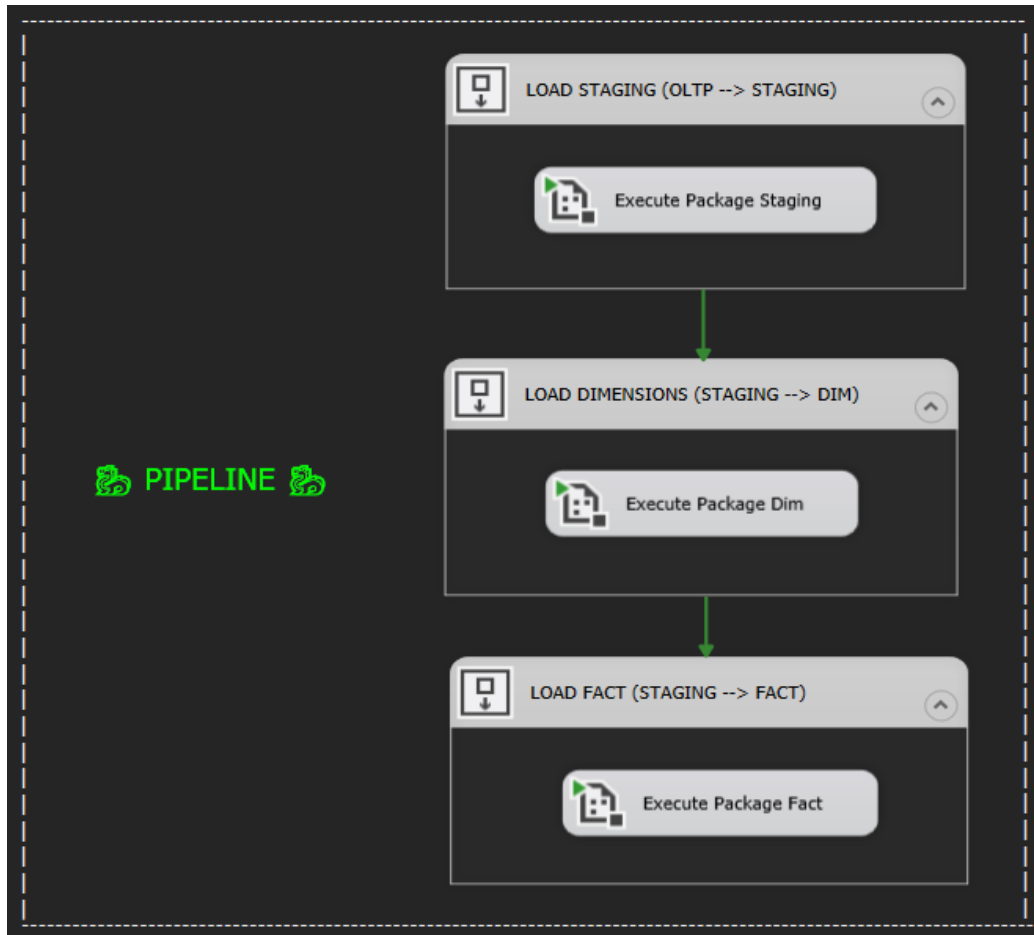 LOAD STAGING (OLTP --> STAGING)
Execute Package Staging
LOAD DIMENSIONS (STAGING --> DIM)
🐉 PIPELINE 🐉
Execute Package Dim
LOAD FACT (STAGING --> FACT)
Execute Package Fact